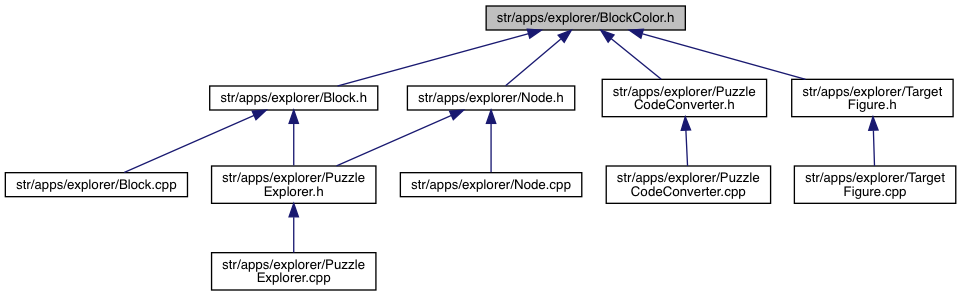 str/apps/explorer/BlockColor.h
str/apps/explorer/Block.h
str/apps/explorer/Node.h
str/apps/explorer/Puzzle
CodeConverter.h
str/apps/explorer/Target
Figure.h
str/apps/explorer/Block.cpp
str/apps/explorer/Puzzle
Explorer.h
str/apps/explorer/Node.cpp
str/apps/explorer/Puzzle
CodeConverter.cpp
str/apps/explorer/Target
Figure.cpp
str/apps/explorer/Puzzle
Explorer.cpp